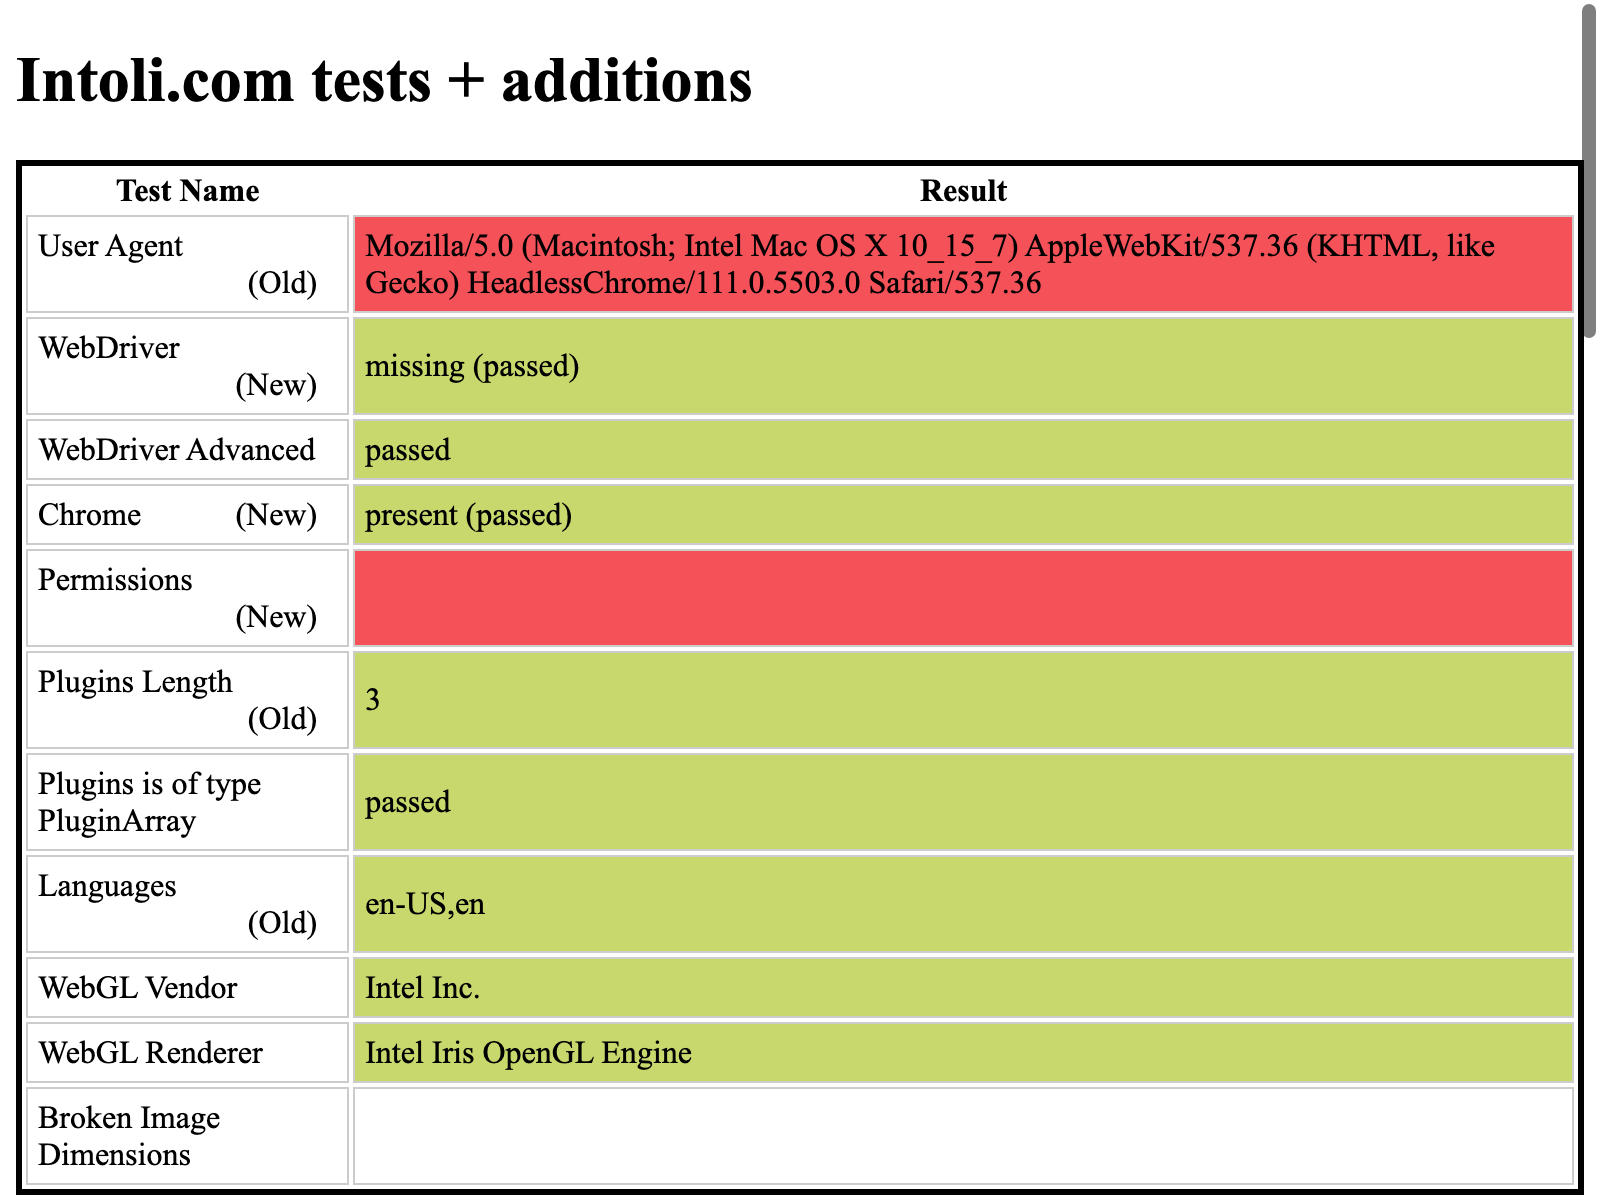 Intoli.com tests + additions
Test Name Result
User Agent
(Old)
Mozilla/5.0 (Macintosh; Intel Mac OS X 10_15_7) AppleWebKit/537.36 (KHTML, like
Gecko) HeadlessChrome/111.0.5503.0 Safari/537.36
WebDriver
(New)
missing (passed)
WebDriver Advanced passed
Chrome (New) present (passed)
Permissions
(New)
Plugins Length
(Old)
3
Plugins is of type
PluginArray
passed
Languages
(Old)
en-US,en
WebGL Vendor Intel Inc.
WebGL Renderer Intel Iris OpenGL Engine
Broken Image
Dimensions